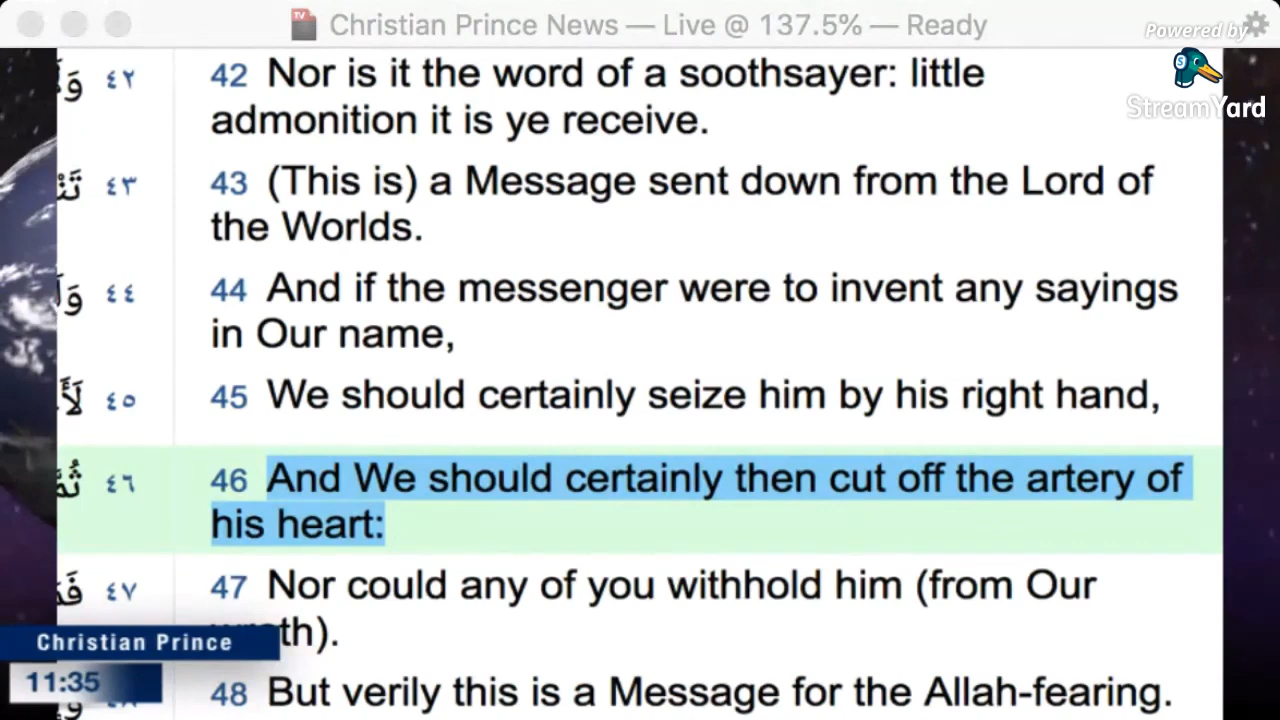 Christian Prince News — Live @ 137.5% — Ready
Powered by
StreamYard
٤٢ 42 Nor is it the word of a soothsayer: little
admonition it is ye receive.
٤٣ 43 (This is) a Message sent down from the Lord of
the Worlds.
٤٤ 44 And if the messenger were to invent any sayings
in Our name,
٤٥ 45 We should certainly seize him by his right hand,
٤٦ 46 And We should certainly then cut off the artery of
his heart:
٤٧ 47 Nor could any of you withhold him (from Our
wrath).
Christian Prince
11:35
48 But verily this is a Message for the Allah-fearing.